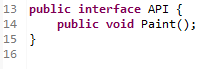 13 public interface API {
14     public void Paint();
15 }
16